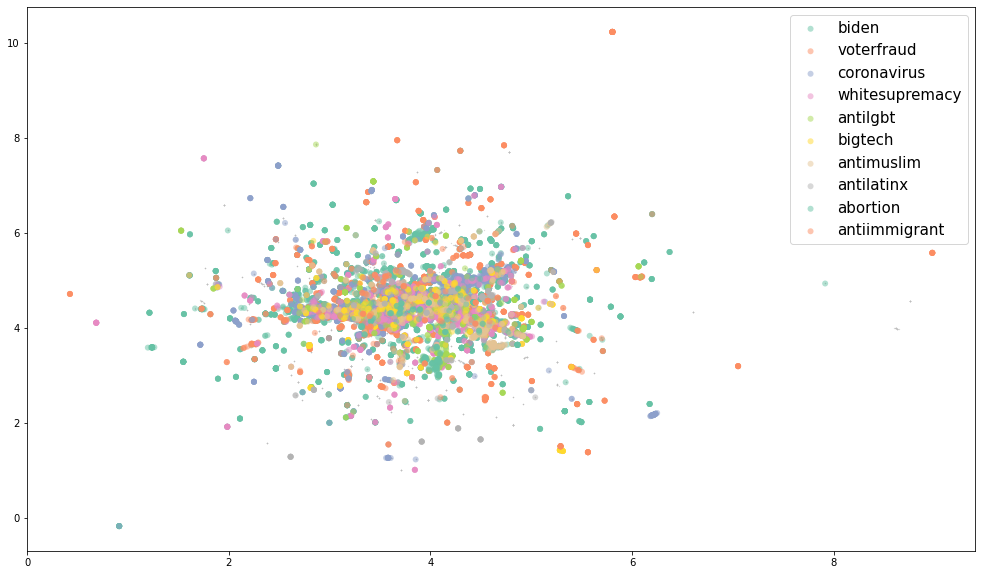 10
8
6
4
2
0
0
2
4
6
8
biden
voterfraud
coronavirus
whitesupremacy
antilgbt
bigtech
antimuslim
antilatinx
abortion
antiimmigrant